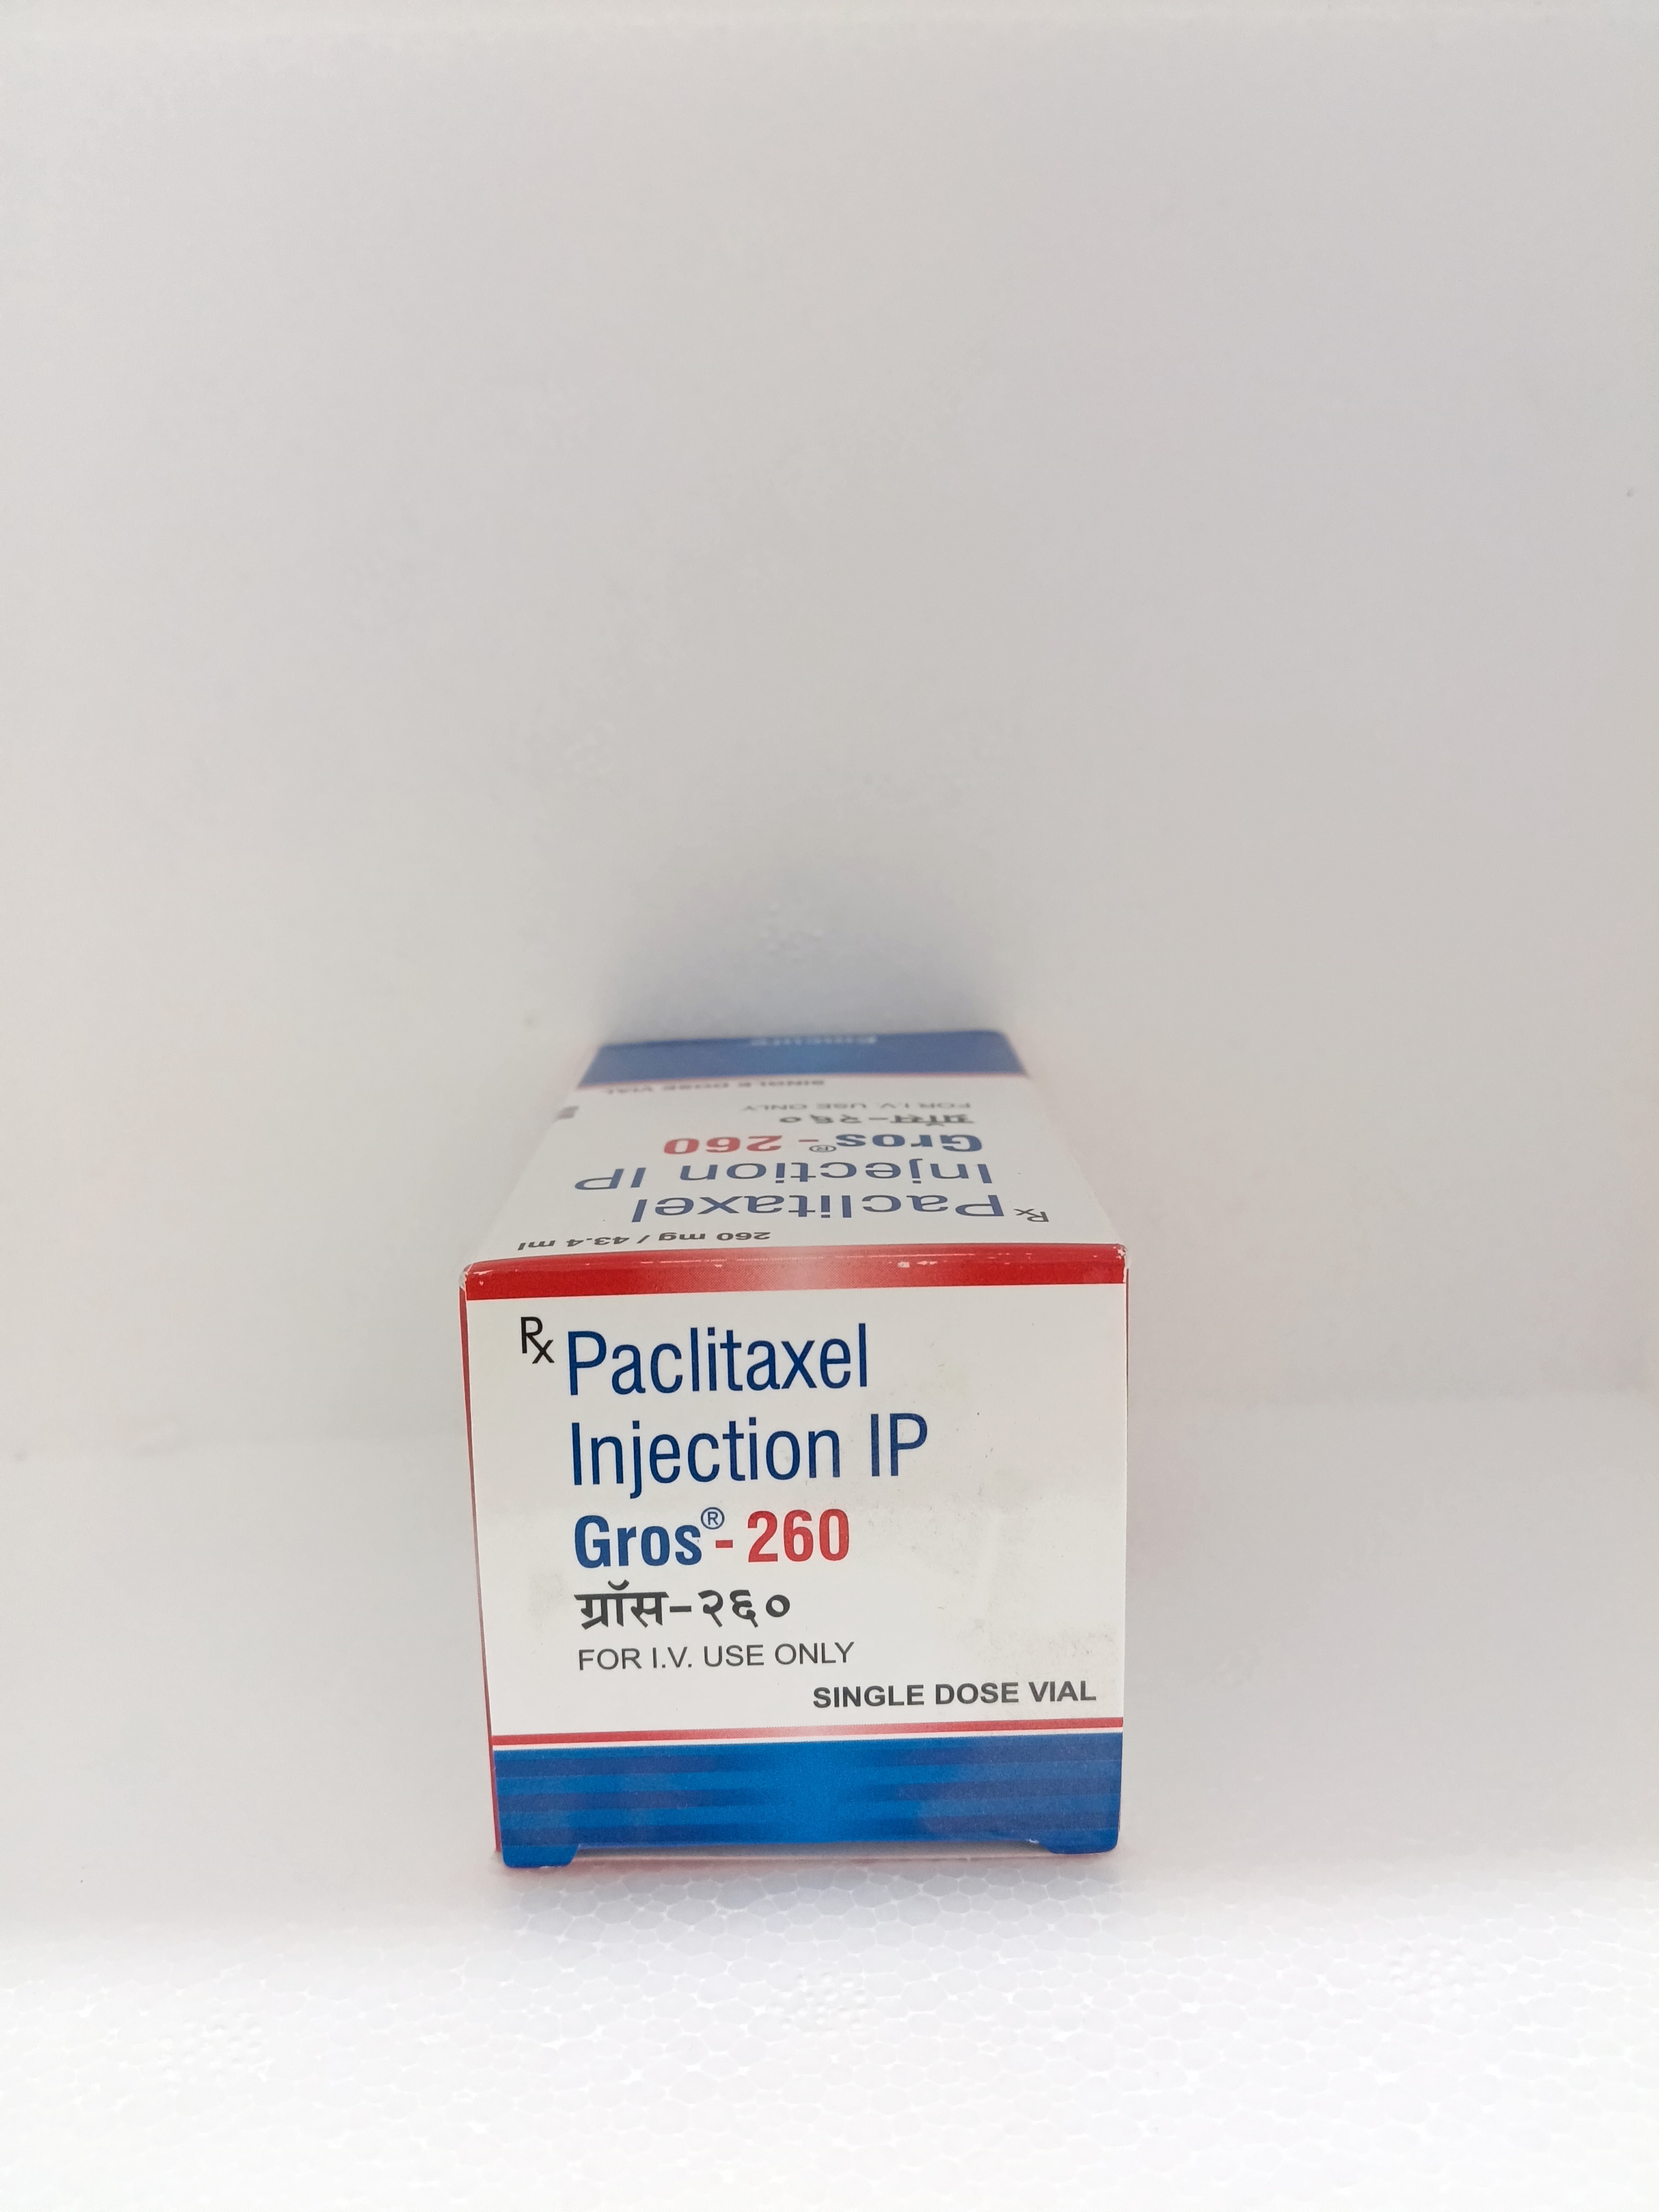 Rx Paclitaxel
Injection IP
Gros®-260
ग्रॉस-२६०
FOR I.V. USE ONLY
SINGLE DOSE VIAL
260 mg / 43.4 ml
Rx Paclitaxel
Injection IP
Gros®-260
ग्रॉस-२६०
FOR I.V. USE ONLY
SINGLE DOSE VIAL